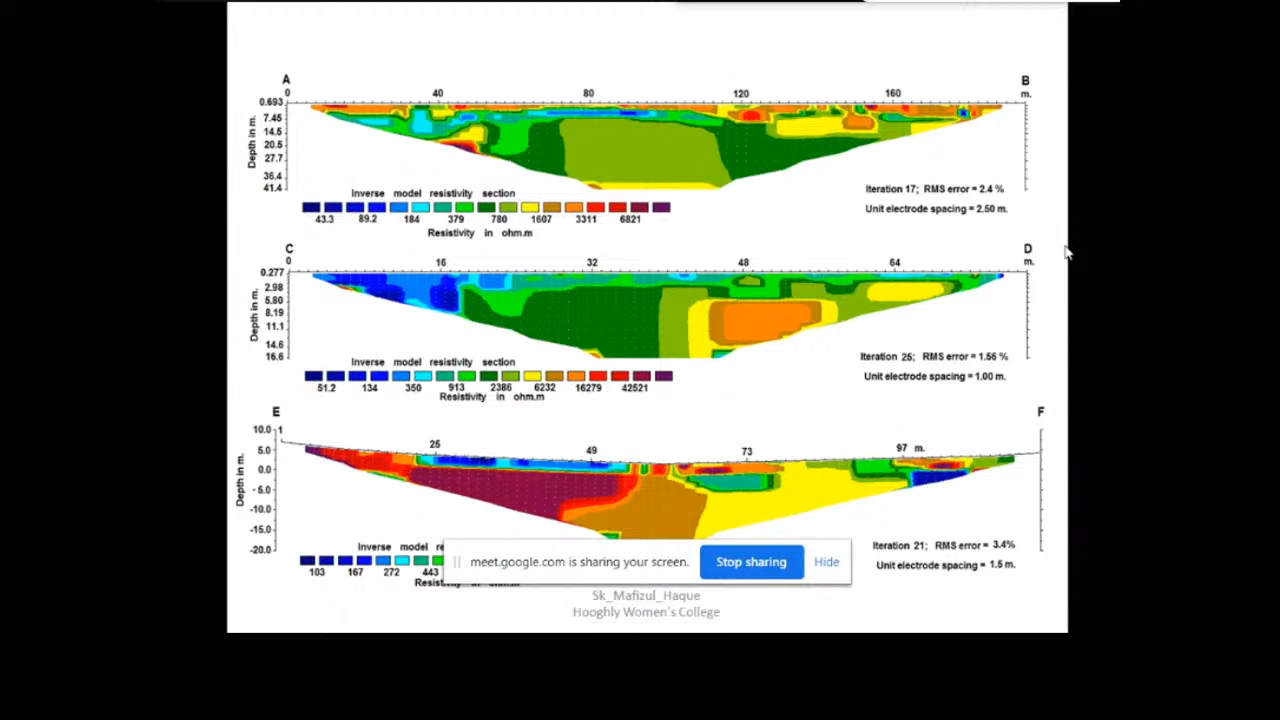 A B
0 40 80 120 160 m.
0.693
7.45
14.5
20.5
27.7
36.4
41.4
Depth in m.
Inverse model resistivity section
43.3 89.2 184 379 780 1607 3311 6821
Resistivity in ohm.m
Iteration 17; RMS error = 2.4 %
Unit electrode spacing = 2.50 m.
C D
0 16 32 48 64 m.
0.277
2.98
5.80
8.19
11.1
14.6
16.6
Depth in m.
Inverse model resistivity section
51.2 134 350 913 2386 6232 16279 42521
Resistivity in ohm.m
Iteration 25; RMS error = 1.56 %
Unit electrode spacing = 1.00 m.
E F
1 25 49 73 97 m.
10.0
5.0
0.0
-5.0
-10.0
-15.0
-20.0
Depth in m.
Inverse model
103 167 272 443
Iteration 21; RMS error = 3.4%
Unit electrode spacing = 1.5 m.
meet.google.com is sharing your screen. Stop sharing Hide
Sk_Mafizul_Haque
Hooghly Women's College